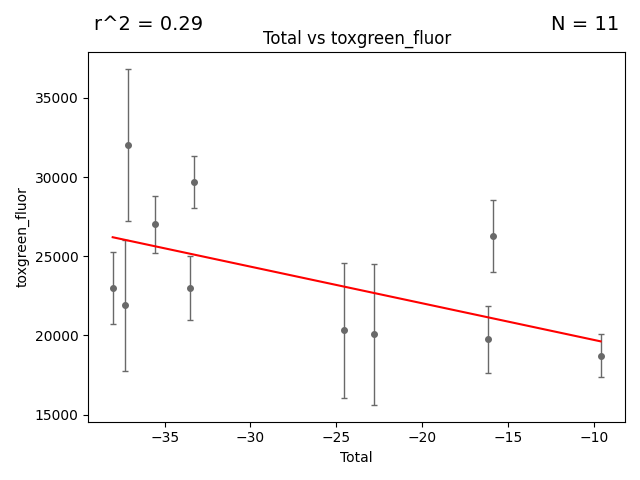 r^2 = 0.29
N = 11
Total vs toxgreen_fluor
toxgreen_fluor
35000
30000
25000
20000
15000
−35
−30
−25
−20
−15
−10
Total